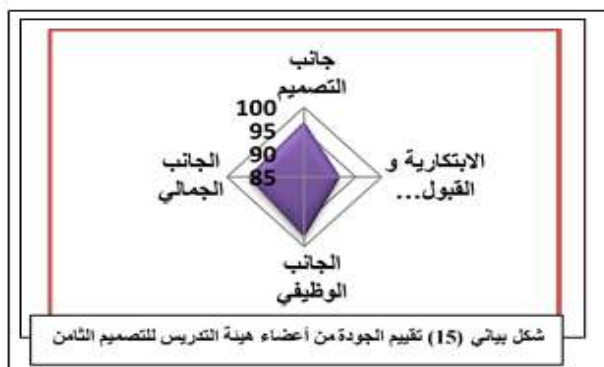 جانب
التصميم
100
95
90
85
الابتكارية و
القبول...
الجانب
الجمالي
الجانب
الوظيفي
شكل بياني (15) تقييم الجودة من أعضاء هيئة التدريس للتصميم الثامن